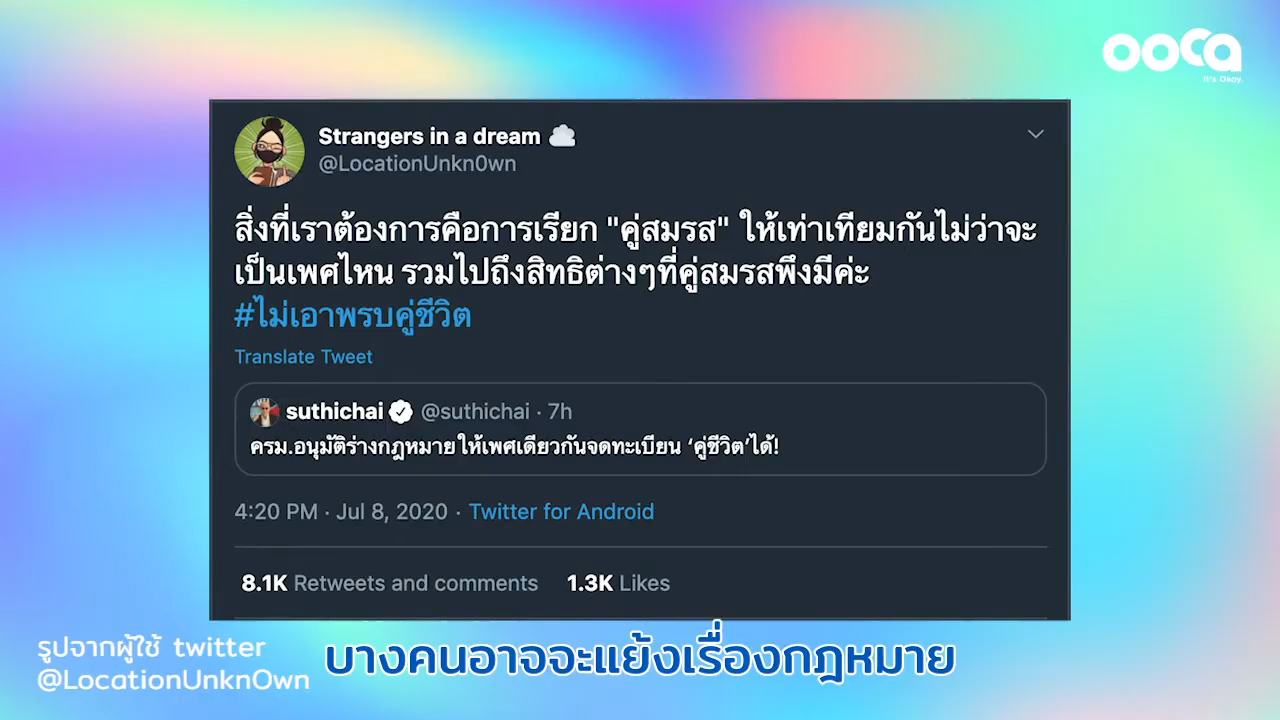 ooca
It's Okay.
Strangers in a dream
@LocationUnkn0wn
สิ่งที่เราต้องการคือการเรียก "คู่สมรส" ให้เท่าเทียมกันไม่ว่าจะ
เป็นเพศไหน รวมไปถึงสิทธิต่างๆที่คู่สมรสพึงมีค่ะ
#ไม่เอาพรบคู่ชีวิต
Translate Tweet
suthichai @suthichai · 7h
ครม.อนุมัติร่างกฎหมายให้เพศเดียวกันจดทะเบียน ‘คู่ชีวิต’ได้!
4:20 PM · Jul 8, 2020 · Twitter for Android
8.1K Retweets and comments 1.3K Likes
รูปจากผู้ใช้ twitter
@LocationUnknOwn
บางคนอาจจะแย้งเรื่องกฎหมาย